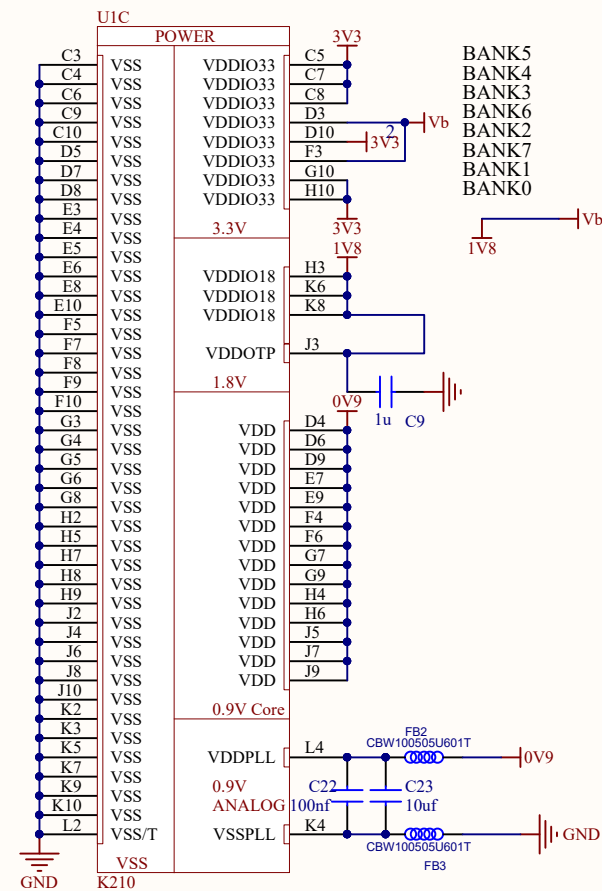 U1C
POWER
C3 VSS VDDIO33 C5 3V3 BANK5
C4 VSS VDDIO33 C7 BANK4
C6 VSS VDDIO33 C8 BANK3
C9 VSS VDDIO33 D3 Vb BANK6
C10 VSS VDDIO33 D10 2 3V3 BANK2
D5 VSS VDDIO33 F3 BANK7
D7 VSS VDDIO33 G10 BANK1
D8 VSS VDDIO33 H10 BANK0
E3 VSS 3.3V 3V3 Vb
E4 VSS 1V8 1V8
E5 VSS
E6 VSS VDDIO18 H3
E8 VSS VDDIO18 K6
E10 VSS VDDIO18 K8
F5 VSS
F7 VSS VDDOTP J3
F8 VSS 1.8V
F9 VSS 0V9 1u C9
F10 VSS
G3 VSS VDD D4
G4 VSS VDD D6
G5 VSS VDD D9
G6 VSS VDD E7
G8 VSS VDD E9
H2 VSS VDD F4
H5 VSS VDD F6
H7 VSS VDD G7
H8 VSS VDD G9
H9 VSS VDD H4
J2 VSS VDD H6
J4 VSS VDD J5
J6 VSS VDD J7
J8 VSS VDD J9
J10 VSS
K2 VSS 0.9V Core
K3 VSS FB2
CBW100505U601T
K5 VSS VDDPLL L4 0V9
K7 VSS 0.9V C22 C23
K9 VSS ANALOG 100nf 10uf
K10 VSS
L2 VSS/T VSSPLL K4 GND
CBW100505U601T
VSS FB3
GND K210